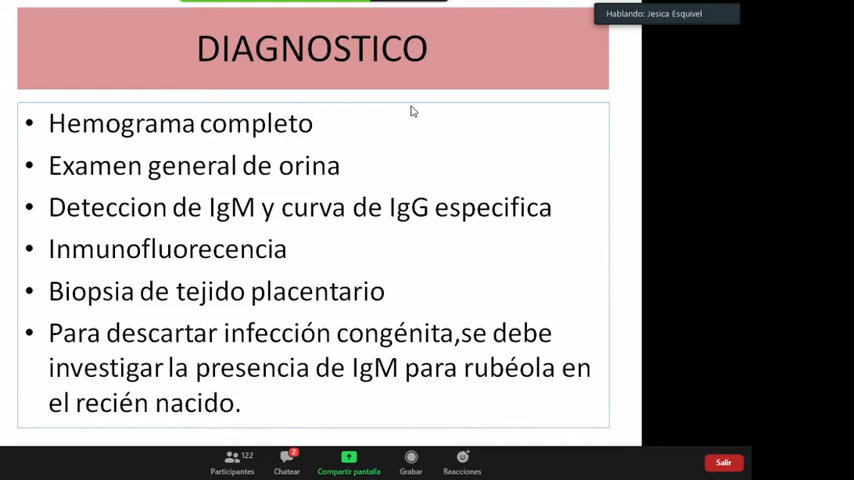 Hablando: Jesica Esquivel
DIAGNOSTICO
• Hemograma completo
• Examen general de orina
• Deteccion de IgM y curva de IgG especifica
• Inmunofluorecencia
• Biopsia de tejido placentario
• Para descartar infección congénita,se debe
investigar la presencia de IgM para rubéola en
el recién nacido.
122
2
Participantes
Chatear
Compartir pantalla
Grabar
Reacciones
Salir